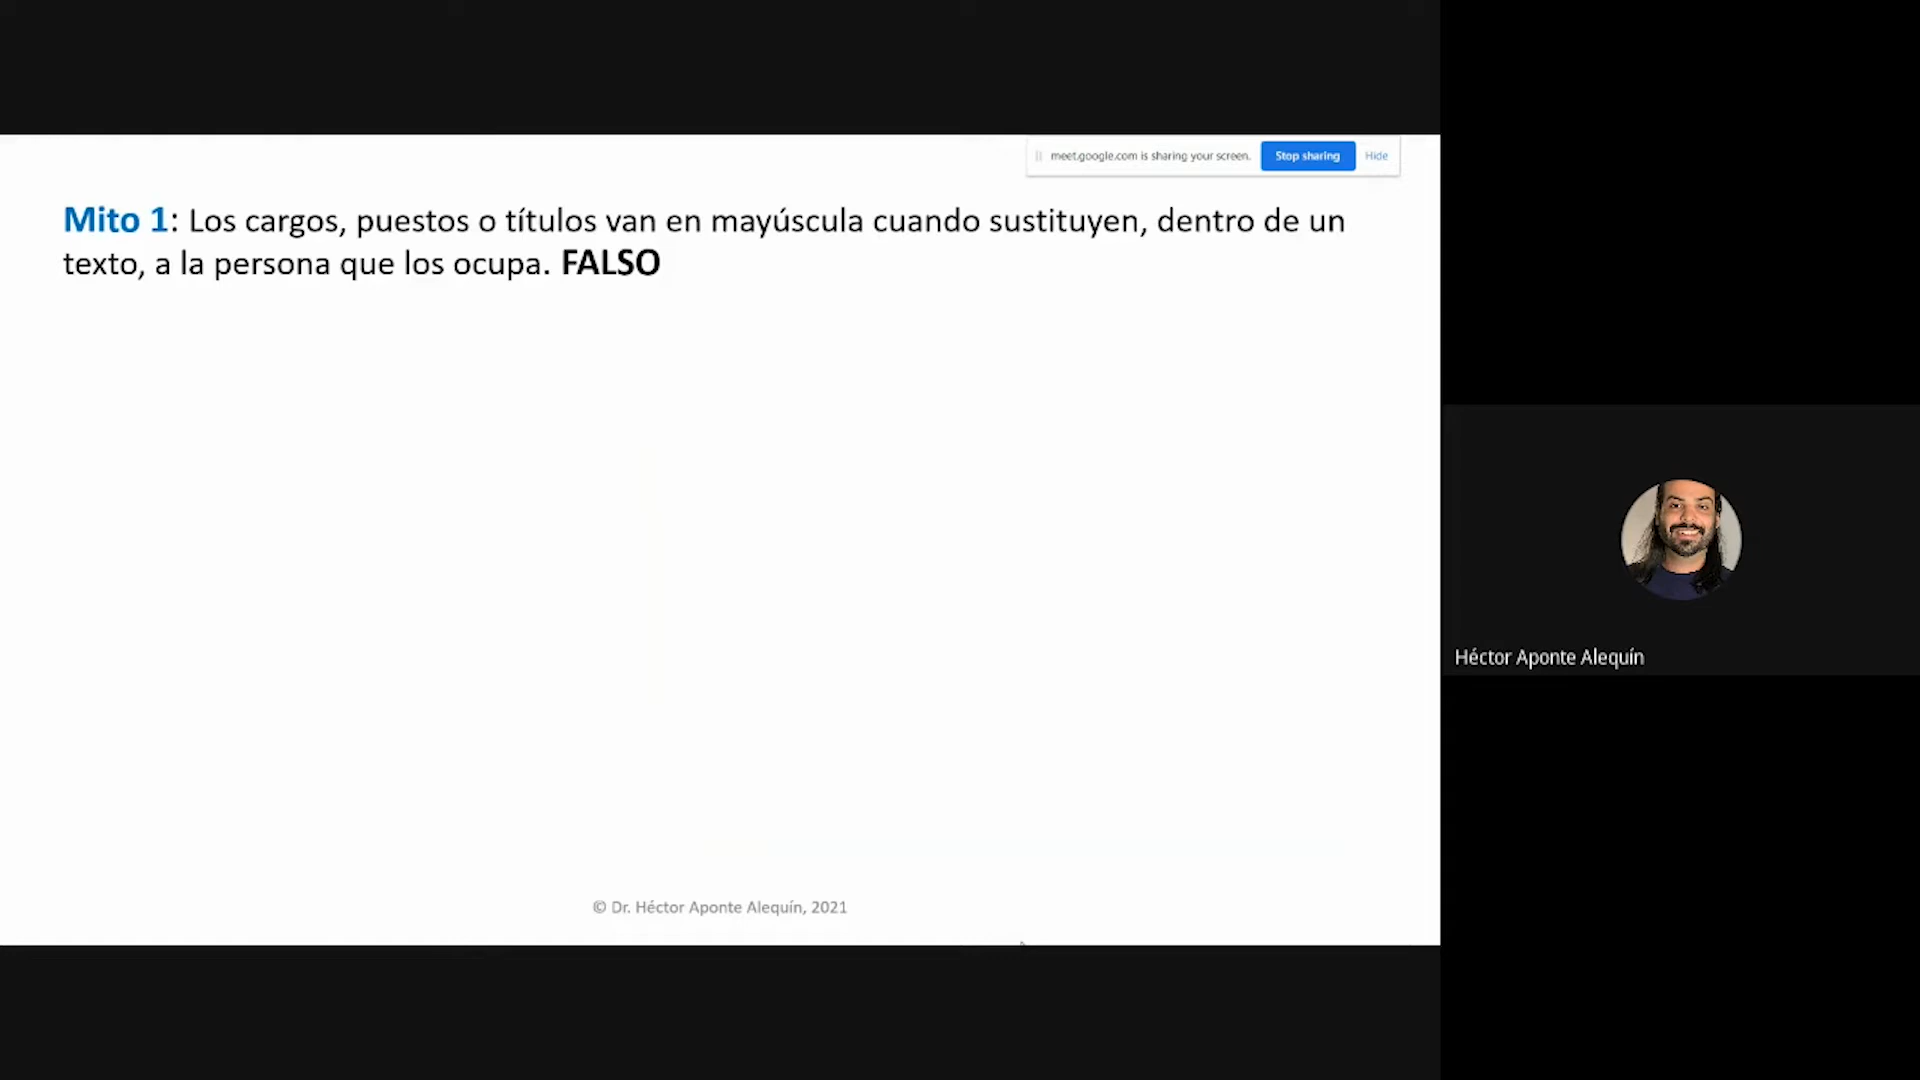 meet.google.com is sharing your screen. Stop sharing Hide
Mito 1: Los cargos, puestos o títulos van en mayúscula cuando sustituyen, dentro de un
texto, a la persona que los ocupa. FALSO
Héctor Aponte Alequín
© Dr. Héctor Aponte Alequín, 2021